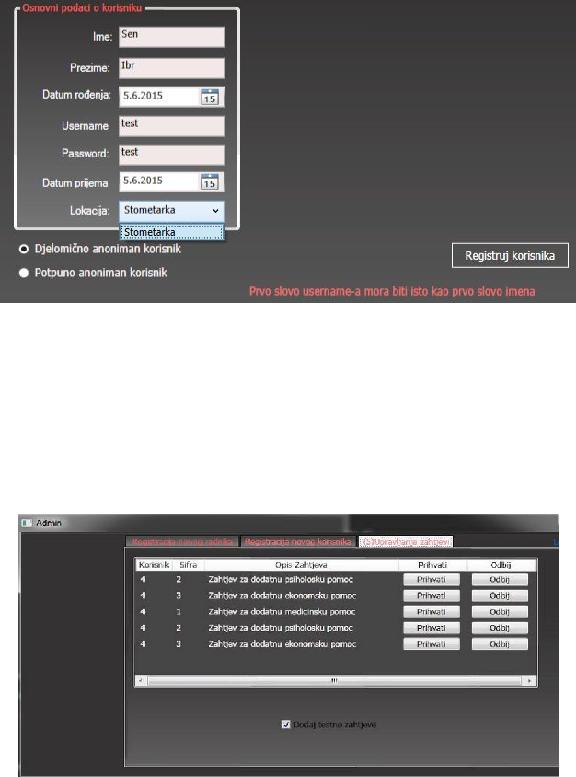 Osnovni podaci o korisniku
Ime: Sen
Prezime: Ibr
Datum rođenja: 5.6.2015 15
Username test
Password: test
Datum prijema 5.6.2015 15
Lokacija: Stometarka
Stometarka
Djelomično anoniman korisnik
Registruj korisnika
Potpuno anoniman korisnik
Prvo slovo username-a mora biti isto kao prvo slovo imena
Admin
Registracija novog radnika Registracija novog korisnika (5)Upravljanje zahtjevi
Korisnik Sifra Opis Zahtjeva Prihvati Odbij
4 2 Zahtjev za dodatnu psiholosku pomoc Prihvati Odbij
4 3 Zahtjev za dodatnu ekonomsku pomoc Prihvati Odbij
4 1 Zahtjev za dodatnu medicinsku pomoc Prihvati Odbij
4 2 Zahtjev za dodatnu psiholosku pomoc Prihvati Odbij
4 3 Zahtjev za dodatnu ekonomsku pomoc Prihvati Odbij
Dodaj testne zahtjeve